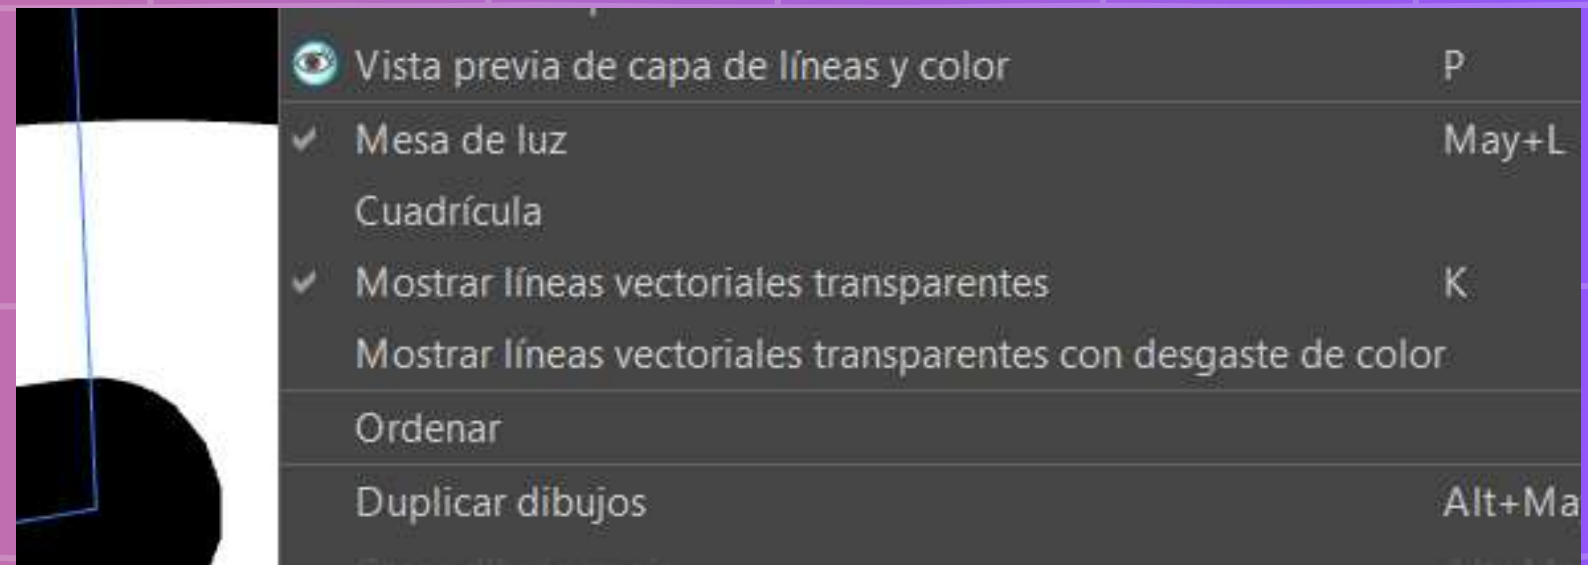 Vista previa de capa de líneas y color P
Mesa de luz May+L
Cuadrícula
Mostrar líneas vectoriales transparentes K
Mostrar líneas vectoriales transparentes con desgaste de color
Ordenar
Duplicar dibujos Alt+Ma